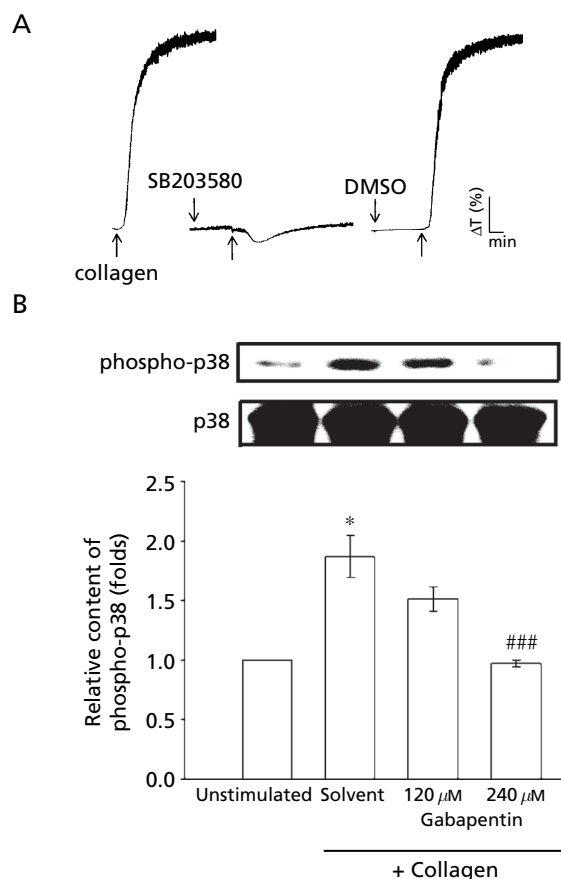 A
SB203580
DMSO
ΔT (%)
min
collagen
B
phospho-p38
p38
Relative content of
phospho-p38 (folds)
2.5
2.0
1.5
1.0
0.5
0.0
*
###
Unstimulated Solvent 120 μM 240 μM
Gabapentin
+ Collagen